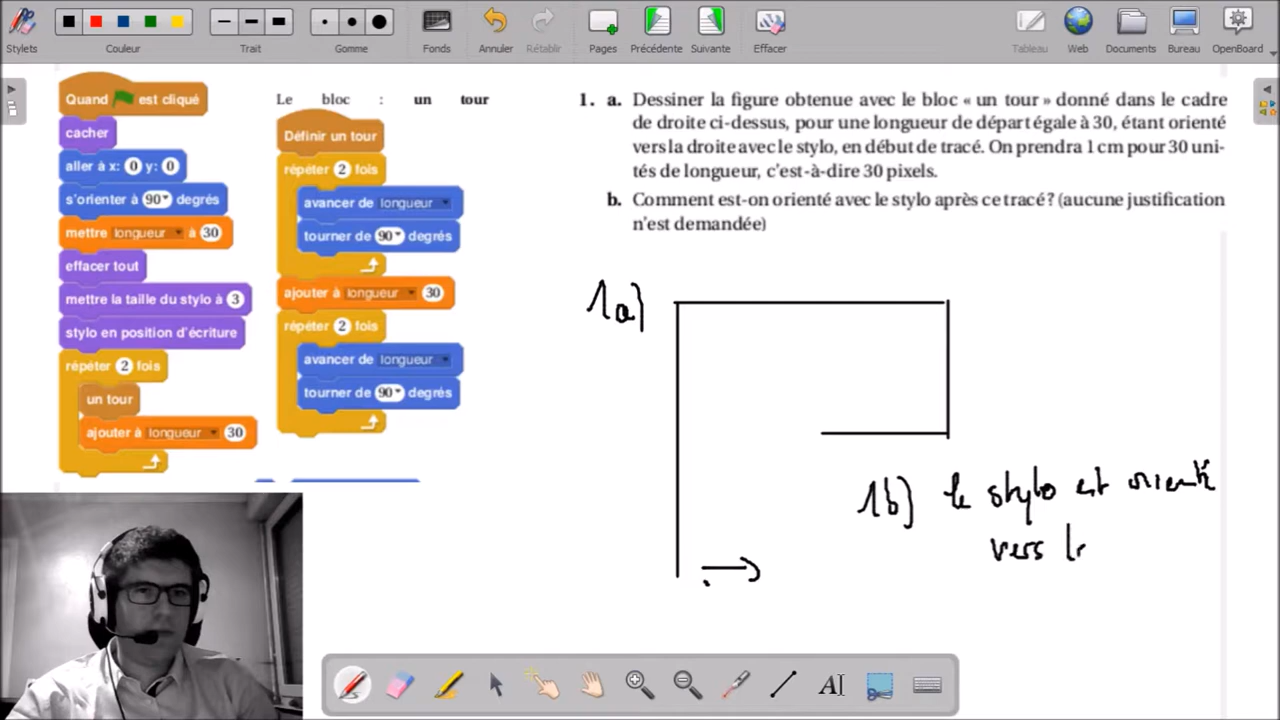 Stylets
Couleur
Trait
Gomme
Fonds
Annuler
Rétablir
Pages
Précédente
Suivante
Effacer
Tableau
Web
Documents
Bureau
OpenBoard
Quand est cliqué
cacher
aller à x: 0 y: 0
s'orienter à 90 degrés
mettre longueur à 30
effacer tout
mettre la taille du stylo à 3
stylo en position d'écriture
répéter 2 fois
un tour
ajouter à longueur 30
Le bloc : un tour
Définir un tour
répéter 2 fois
avancer de longueur
tourner de 90 degrés
ajouter à longueur 30
répéter 2 fois
avancer de longueur
tourner de 90 degrés
1. a. Dessiner la figure obtenue avec le bloc « un tour » donné dans le cadre
de droite ci-dessus, pour une longueur de départ égale à 30, étant orienté
vers la droite avec le stylo, en début de tracé. On prendra 1 cm pour 30 uni-
tés de longueur, c'est-à-dire 30 pixels.
b. Comment est-on orienté avec le stylo après ce tracé? (aucune justification
n'est demandée)
1a)
1b) le stylo est orienté
vers l
AI